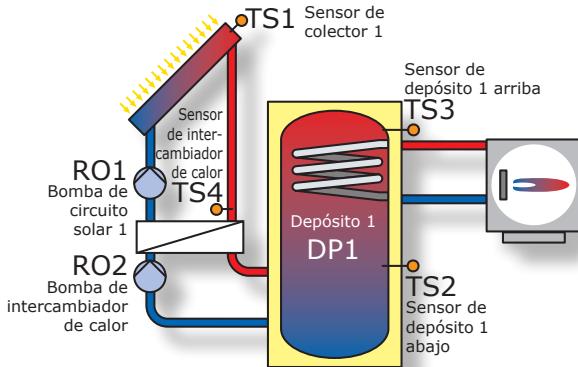 TS1 Sensor de
colector 1
Sensor de
depósito 1 arriba
TS3
Sensor
de inter-
cambiador
de calor
TS4
RO1
Bomba de
circuito
solar 1
Depósito 1
DP1
RO2
Bomba de
intercambiador
de calor
TS2
Sensor de
depósito 1
abajo